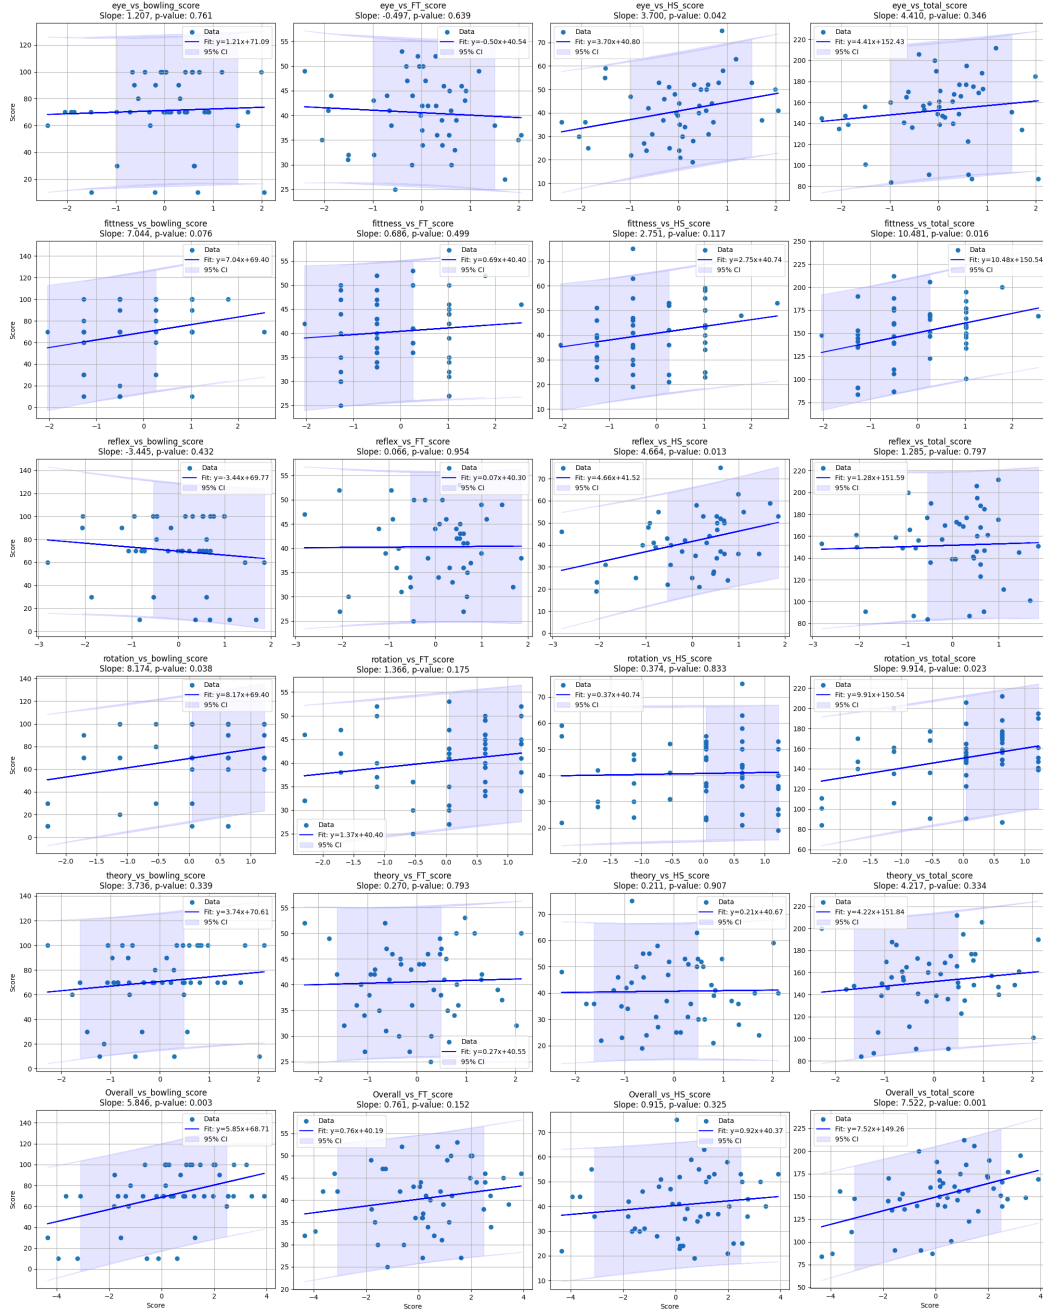 eye_vs_bowling_score
Slope: 1.207, p-value: 0.761
Data
Fit: y=1.21x+71.09
95% CI
Score
eye_vs_FT_score
Slope: -0.497, p-value: 0.639
Data
Fit: y=-0.50x+40.54
95% CI
eye_vs_HS_score
Slope: 3.700, p-value: 0.042
Data
Fit: y=3.70x+40.80
95% CI
eye_vs_total_score
Slope: 4.410, p-value: 0.346
Data
Fit: y=4.41x+152.43
95% CI
fittness_vs_bowling_score
Slope: 7.044, p-value: 0.076
Data
Fit: y=7.04x+69.40
95% CI
Score
fittness_vs_FT_score
Slope: 0.686, p-value: 0.499
Data
Fit: y=0.69x+40.40
95% CI
fittness_vs_HS_score
Slope: 2.751, p-value: 0.117
Data
Fit: y=2.75x+40.74
95% CI
fittness_vs_total_score
Slope: 10.481, p-value: 0.016
Data
Fit: y=10.48x+150.54
95% CI
reflex_vs_bowling_score
Slope: -3.445, p-value: 0.432
Data
Fit: y=-3.44x+69.77
95% CI
Score
reflex_vs_FT_score
Slope: 0.066, p-value: 0.954
Data
Fit: y=0.07x+40.30
95% CI
reflex_vs_HS_score
Slope: 4.664, p-value: 0.013
Data
Fit: y=4.66x+41.52
95% CI
reflex_vs_total_score
Slope: 1.285, p-value: 0.797
Data
Fit: y=1.28x+151.59
95% CI
rotation_vs_bowling_score
Slope: 8.174, p-value: 0.038
Data
Fit: y=8.17x+69.40
95% CI
Score
rotation_vs_FT_score
Slope: 1.366, p-value: 0.175
Data
Fit: y=1.37x+40.40
95% CI
rotation_vs_HS_score
Slope: 0.374, p-value: 0.833
Data
Fit: y=0.37x+40.74
95% CI
rotation_vs_total_score
Slope: 9.914, p-value: 0.023
Data
Fit: y=9.91x+150.54
95% CI
theory_vs_bowling_score
Slope: 3.736, p-value: 0.339
Data
Fit: y=3.74x+70.61
95% CI
Score
theory_vs_FT_score
Slope: 0.270, p-value: 0.793
Data
Fit: y=0.27x+40.55
95% CI
theory_vs_HS_score
Slope: 0.211, p-value: 0.907
Data
Fit: y=0.21x+40.67
95% CI
theory_vs_total_score
Slope: 4.217, p-value: 0.334
Data
Fit: y=4.22x+151.84
95% CI
Overall_vs_bowling_score
Slope: 5.846, p-value: 0.003
Data
Fit: y=5.85x+68.71
95% CI
Score
Score
Overall_vs_FT_score
Slope: 0.761, p-value: 0.152
Data
Fit: y=0.76x+40.19
95% CI
Score
Overall_vs_HS_score
Slope: 0.915, p-value: 0.325
Data
Fit: y=0.92x+40.37
95% CI
Score
Overall_vs_total_score
Slope: 7.522, p-value: 0.001
Data
Fit: y=7.52x+149.26
95% CI
Score